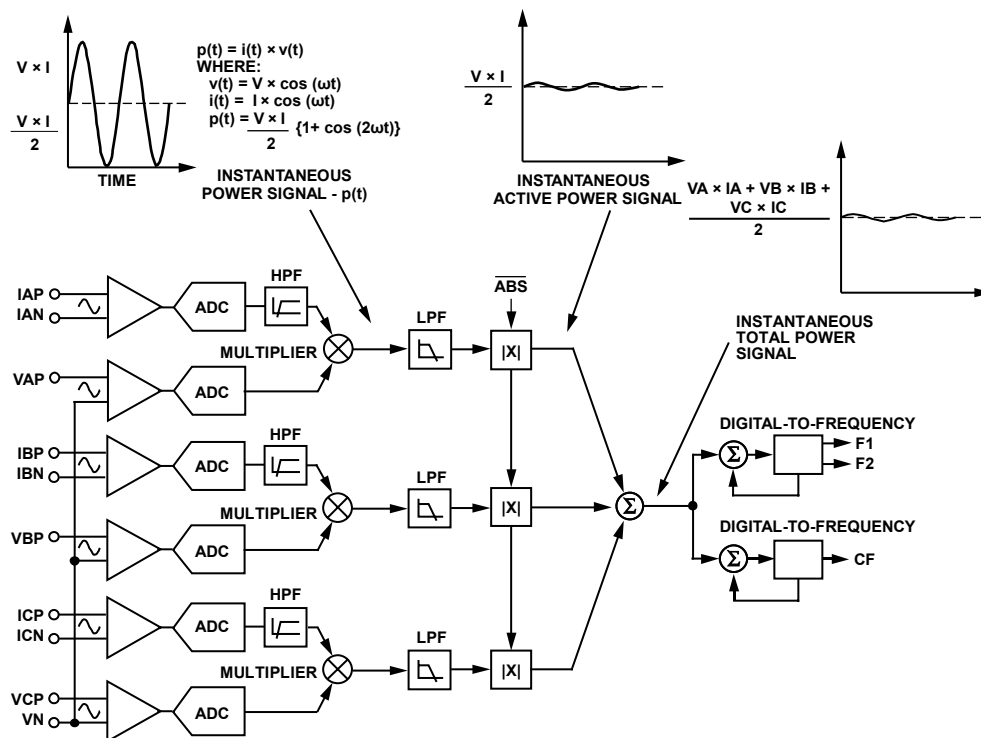 V × I
V × I
2
TIME
p(t) = i(t) × v(t)
WHERE:
v(t) = V × cos (ωt)
i(t) = I × cos (ωt)
p(t) = V × I
2
{1+ cos (2ωt)}
INSTANTANEOUS
POWER SIGNAL - p(t)
V × I
2
INSTANTANEOUS
ACTIVE POWER SIGNAL
VA × IA + VB × IB +
VC × IC
2
INSTANTANEOUS
TOTAL POWER
SIGNAL
IAP
IAN
ADC
HPF
MULTIPLIER
LPF
ABS
|X|
VAP
ADC
IBP
IBN
ADC
HPF
MULTIPLIER
LPF
|X|
VBP
ADC
Σ
DIGITAL-TO-FREQUENCY
Σ
F1
F2
DIGITAL-TO-FREQUENCY
Σ
CF
ICP
ICN
ADC
HPF
MULTIPLIER
LPF
|X|
VCP
VN
ADC